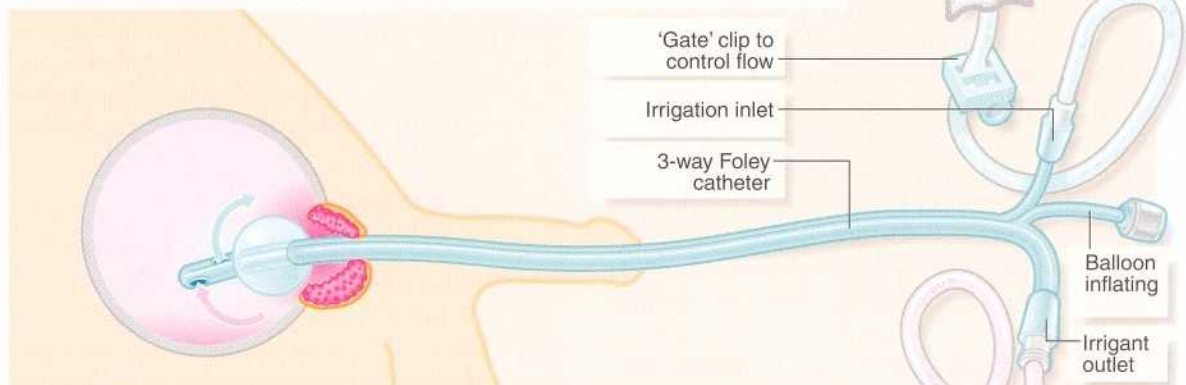 'Gate' clip to
control flow
Irrigation inlet
3-way Foley
catheter
Balloon
inflating
Irrigant
outlet